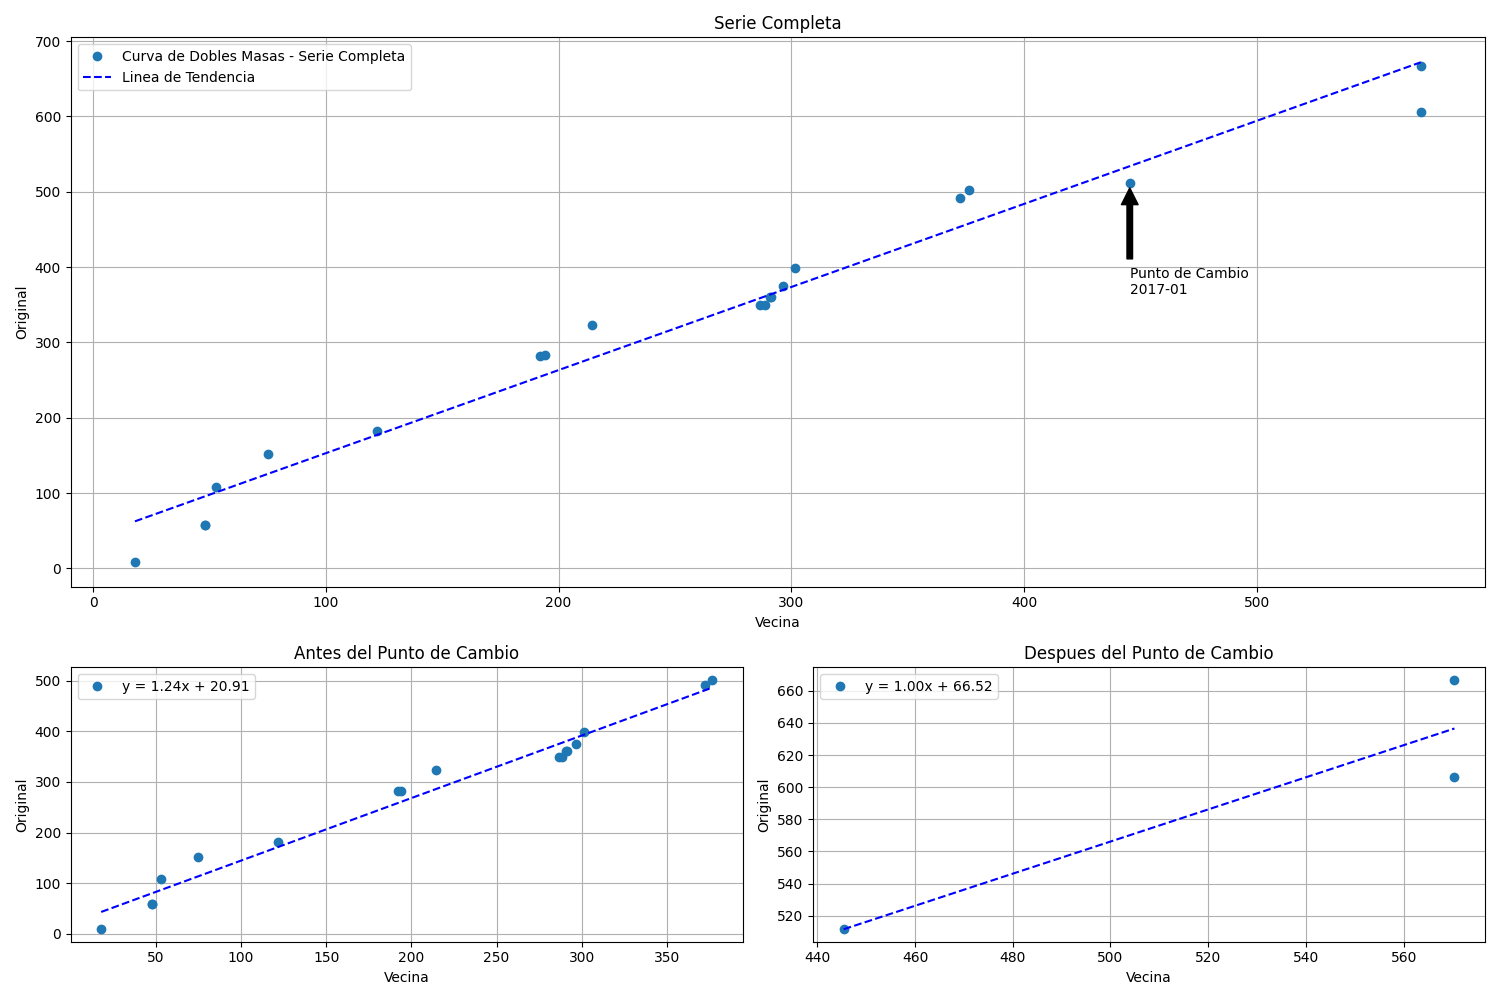 Serie Completa
Curva de Dobles Masas - Serie Completa
Linea de Tendencia
700
600
500
400
300
200
100
0
Original
Punto de Cambio
2017-01
0 100 200 300 400 500
Vecina
Antes del Punto de Cambio
y = 1.24x + 20.91
500
400
300
200
100
0
Original
50 100 150 200 250 300 350
Vecina
Despues del Punto de Cambio
y = 1.00x + 66.52
660
640
620
600
580
560
540
520
Original
440 460 480 500 520 540 560
Vecina